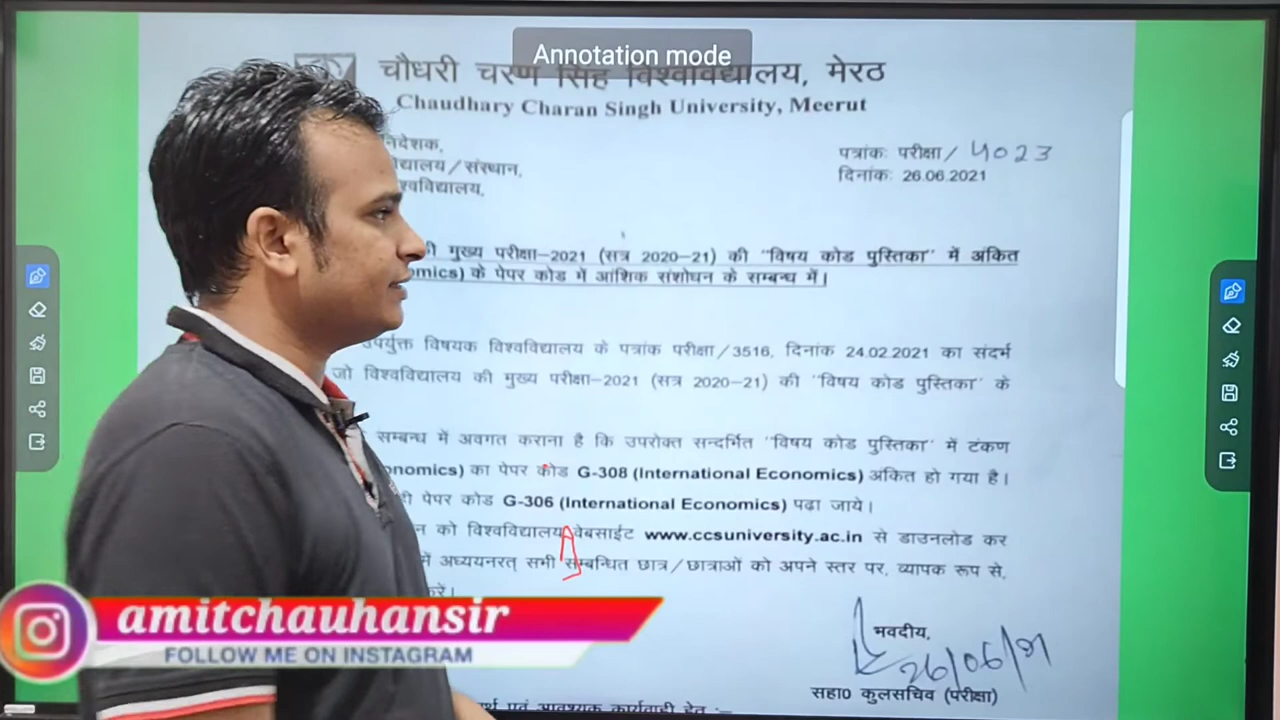 Annotation mode
चौधरी चरण सिंह विश्वविद्यालय, मेरठ
Chaudhary Charan Singh University, Meerut
निदेशक,
द्यालय/संस्थान,
श्वविद्यालय,
पत्रांकः परीक्षा/4023
दिनांकः 26.06.2021
की मुख्य परीक्षा-2021 (सत्र 2020-21) की "विषय कोड पुस्तिका" में अंकित
omics) के पेपर कोड में आंशिक संशोधन के सम्बन्ध में।
उपर्युक्त विषयक विश्वविद्यालय के पत्रांक परीक्षा/3516, दिनांक 24.02.2021 का संदर्भ
जो विश्वविद्यालय की मुख्य परीक्षा-2021 (सत्र 2020-21) की "विषय कोड पुस्तिका" के
सम्बन्ध में अवगत कराना है कि उपरोक्त सन्दर्भित "विषय कोड पुस्तिका" में टंकण
onomics) का पेपर कोड G-308 (International Economics) अंकित हो गया है।
ही पेपर कोड G-306 (International Economics) पढ़ा जाये।
न को विश्वविद्यालय वेबसाईट www.ccsuniversity.ac.in से डाउनलोड कर
में अध्ययनरत् सभी सम्बन्धित छात्र/छात्राओं को अपने स्तर पर, व्यापक रूप से,
करें।
भवदीय,
26/06/21
सहा0 कुलसचिव (परीक्षा)
र्थ एवं आवश्यक कार्यवाही हेतु :-
amitchauhansir
FOLLOW ME ON INSTAGRAM